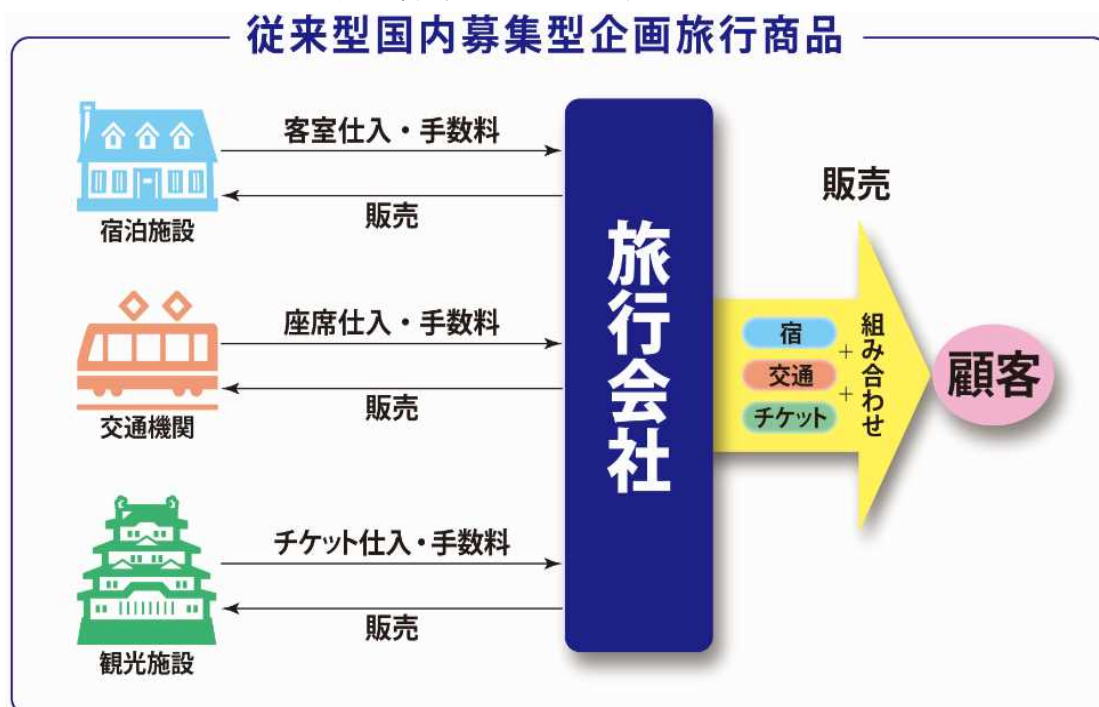 従来型国内募集型企画旅行商品
客室仕入・手数料
販売
宿泊施設
座席仕入・手数料
販売
交通機関
チケット仕入・手数料
販売
観光施設
旅行会社
販売
宿
+
交通
+
チケット
組み合わせ
顧客